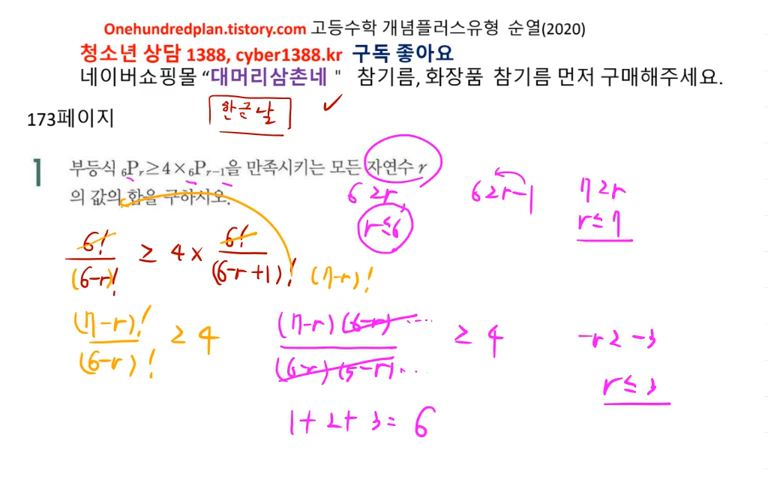 Onehundredplan.tistory.com 고등수학 개념플러스유형 순열(2020)
청소년 상담 1388, cyber1388.kr 구독 좋아요
네이버쇼핑몰 “대머리삼촌네 " 참기름, 화장품 참기름 먼저 구매해주세요.
173페이지
한글날 ✓
1 부등식 ₆Pᵣ≥4×₆Pᵣ₋₁을 만족시키는 모든 자연수 r
의 값의 합을 구하시오.
6≥r, 6≥r-1 7≥r
r≤6 r≤7
6!/(6-r)! ≥ 4 × 6!/(6-r+1)! (7-r)!
(7-r)!/(6-r)! ≥ 4 (7-r)(6-r)..../(6-r)(5-r)... ≥ 4 -r≥-3
r≤3
1+2+3=6